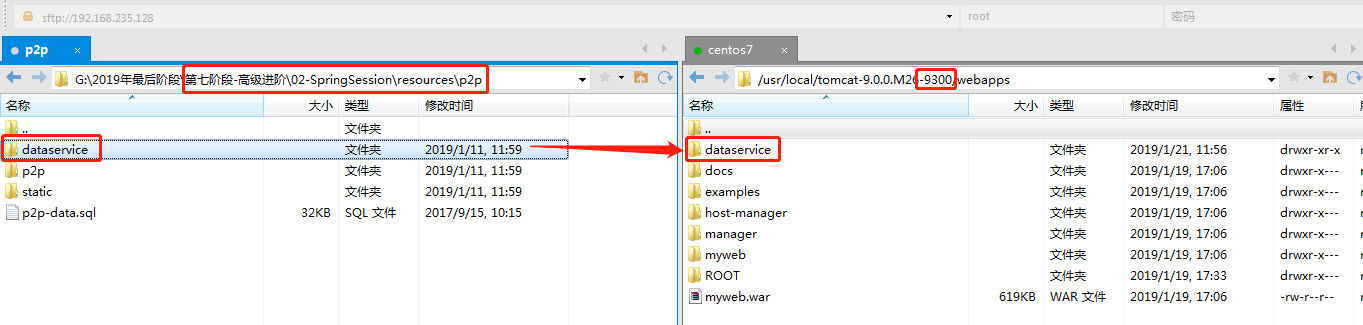 sftp://192.168.235.128 root 密码
p2p ×
G:\2019年最后阶段\第七阶段-高级进阶\02-SpringSession\resources\p2p
名称 大小 类型 修改时间
.. 文件夹
dataservice 文件夹 2019/1/11, 11:59
p2p 文件夹 2019/1/11, 11:59
static 文件夹 2019/1/11, 11:59
p2p-data.sql 32KB SQL 文件 2017/9/15, 10:15
centos7 ×
/usr/local/tomcat-9.0.0.M26-9300/webapps
名称 大小 类型 修改时间 属性
.. 文件夹
dataservice 文件夹 2019/1/21, 11:56 drwxr-xr-x
docs 文件夹 2019/1/19, 17:06 drwxr-x---
examples 文件夹 2019/1/19, 17:06 drwxr-x---
host-manager 文件夹 2019/1/19, 17:06 drwxr-x---
manager 文件夹 2019/1/19, 17:06 drwxr-x---
myweb 文件夹 2019/1/19, 17:06 drwxr-x---
ROOT 文件夹 2019/1/19, 17:33 drwxr-x---
myweb.war 619KB WAR 文件 2019/1/19, 17:06 -rw-r--r--